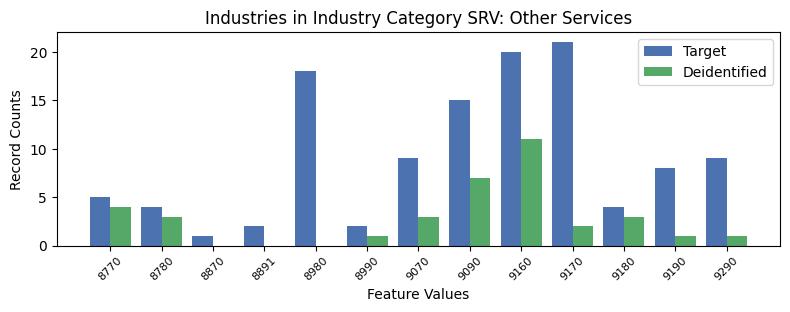 Industries in Industry Category SRV: Other Services
Target
Deidentified
Record Counts
20
15
10
5
0
8770 8780 8870 8891 8980 8990 9070 9090 9160 9170 9180 9190 9290
Feature Values